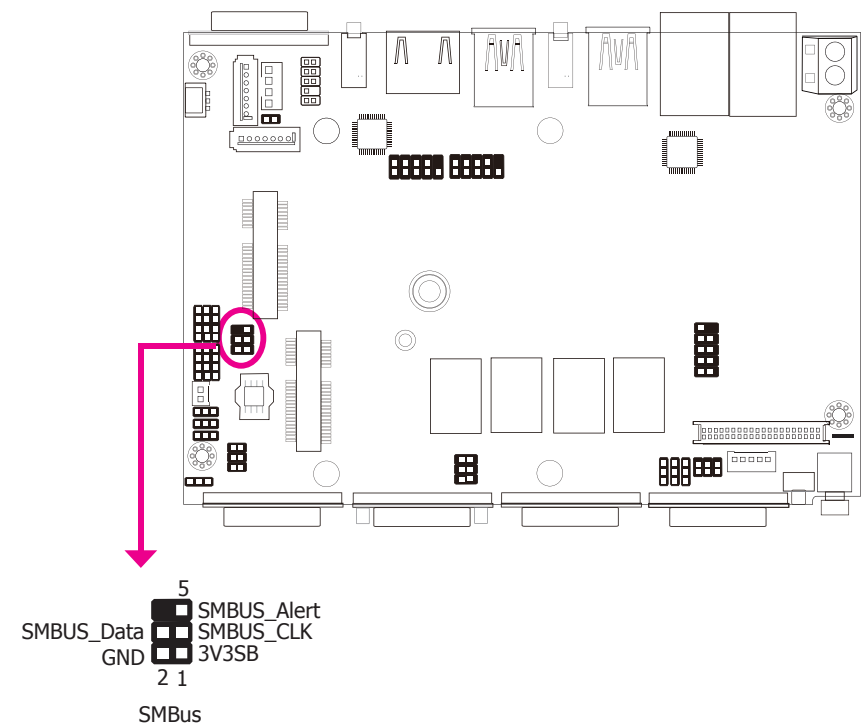 5
SMBUS_Alert
SMBUS_Data SMBUS_CLK
GND 3V3SB
2 1
SMBus